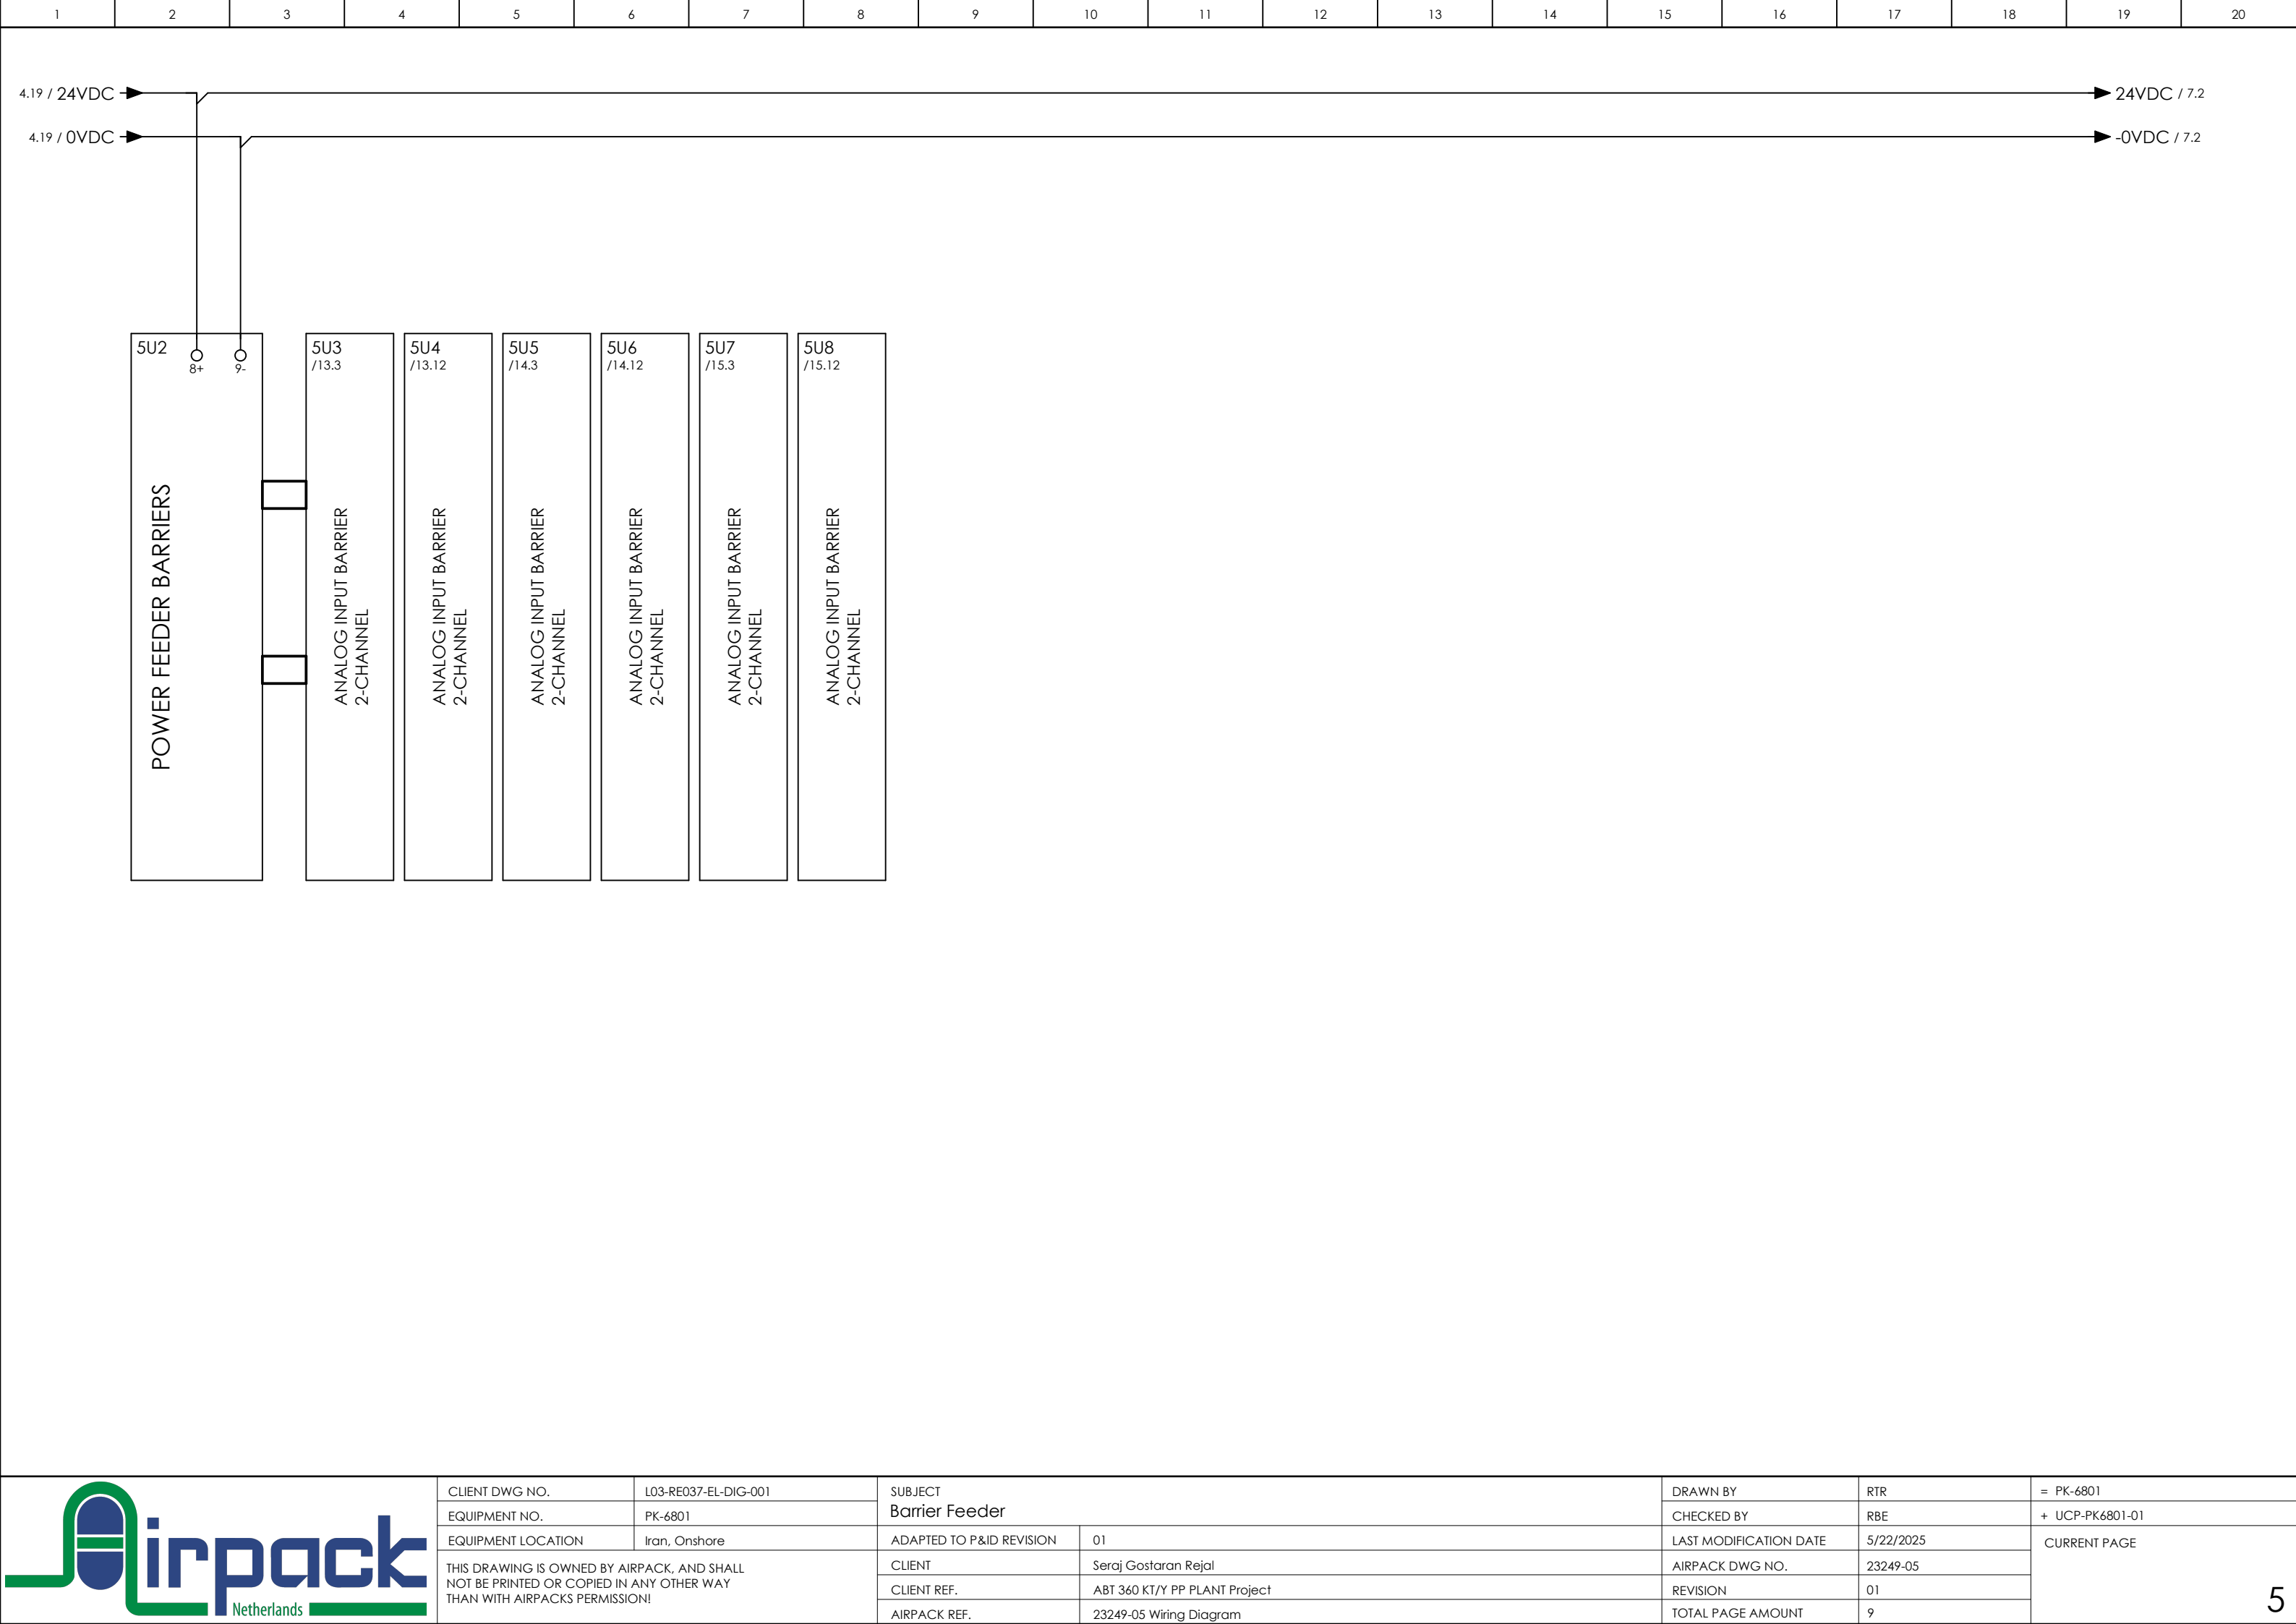 1 2 3 4 5 6 7 8 9 10 11 12 13 14 15 16 17 18 19 20
4.19 / 24VDC
24VDC / 7.2
4.19 / 0VDC
-0VDC / 7.2
5U2
8+
9-
POWER FEEDER BARRIERS
5U3
/13.3
ANALOG INPUT BARRIER
2-CHANNEL
5U4
/13.12
ANALOG INPUT BARRIER
2-CHANNEL
5U5
/14.3
ANALOG INPUT BARRIER
2-CHANNEL
5U6
/14.12
ANALOG INPUT BARRIER
2-CHANNEL
5U7
/15.3
ANALOG INPUT BARRIER
2-CHANNEL
5U8
/15.12
ANALOG INPUT BARRIER
2-CHANNEL
Airpack
Netherlands
CLIENT DWG NO. L03-RE037-EL-DIG-001
EQUIPMENT NO. PK-6801
EQUIPMENT LOCATION Iran, Onshore
THIS DRAWING IS OWNED BY AIRPACK, AND SHALL
NOT BE PRINTED OR COPIED IN ANY OTHER WAY
THAN WITH AIRPACKS PERMISSION!
SUBJECT
Barrier Feeder
ADAPTED TO P&ID REVISION 01
CLIENT Seraj Gostaran Rejal
CLIENT REF. ABT 360 KT/Y PP PLANT Project
AIRPACK REF. 23249-05 Wiring Diagram
DRAWN BY RTR
CHECKED BY RBE
LAST MODIFICATION DATE 5/22/2025
AIRPACK DWG NO. 23249-05
REVISION 01
TOTAL PAGE AMOUNT 9
= PK-6801
+ UCP-PK6801-01
CURRENT PAGE
5